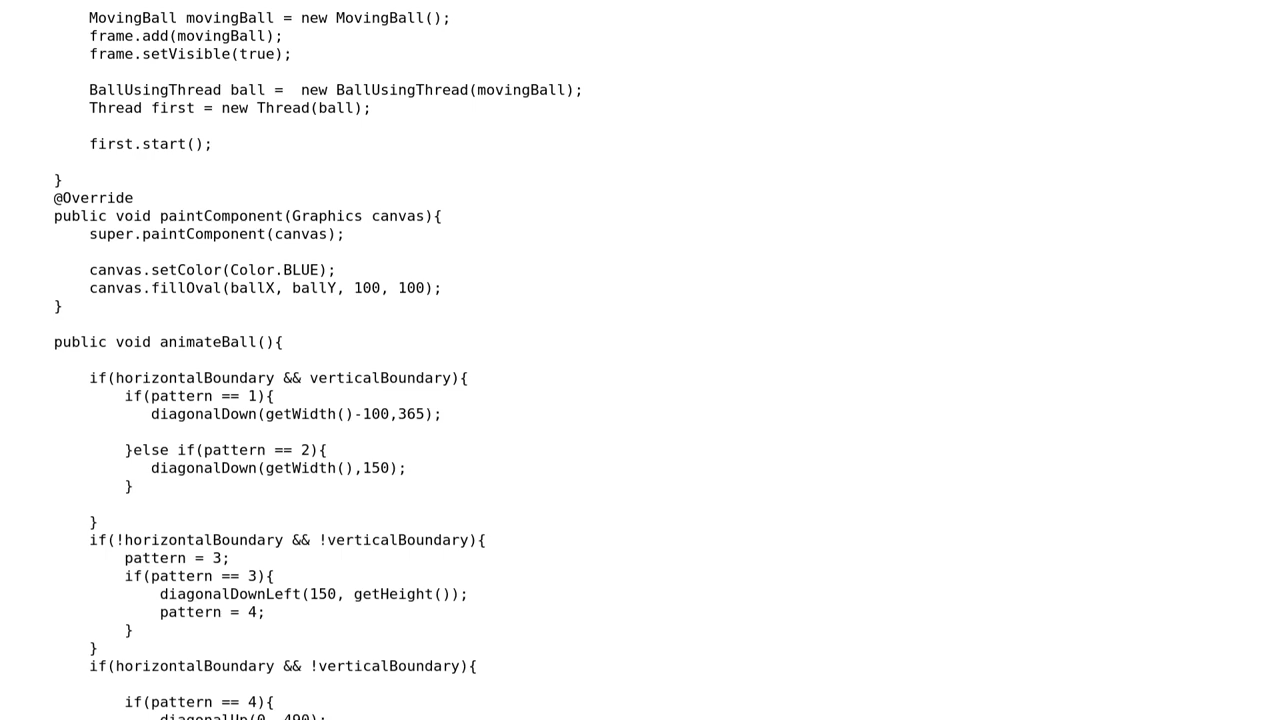 MovingBall movingBall = new MovingBall();
frame.add(movingBall);
frame.setVisible(true);
BallUsingThread ball =  new BallUsingThread(movingBall);
Thread first = new Thread(ball);
first.start();
}
@Override
public void paintComponent(Graphics canvas){
super.paintComponent(canvas);
canvas.setColor(Color.BLUE);
canvas.fillOval(ballX, ballY, 100, 100);
}
public void animateBall(){
if(horizontalBoundary && verticalBoundary){
if(pattern == 1){
diagonalDown(getWidth()-100,365);
}else if(pattern == 2){
diagonalDown(getWidth(),150);
}
}
if(!horizontalBoundary && !verticalBoundary){
pattern = 3;
if(pattern == 3){
diagonalDownLeft(150, getHeight());
pattern = 4;
}
}
if(horizontalBoundary && !verticalBoundary){
if(pattern == 4){
diagonalUp(0, 490);